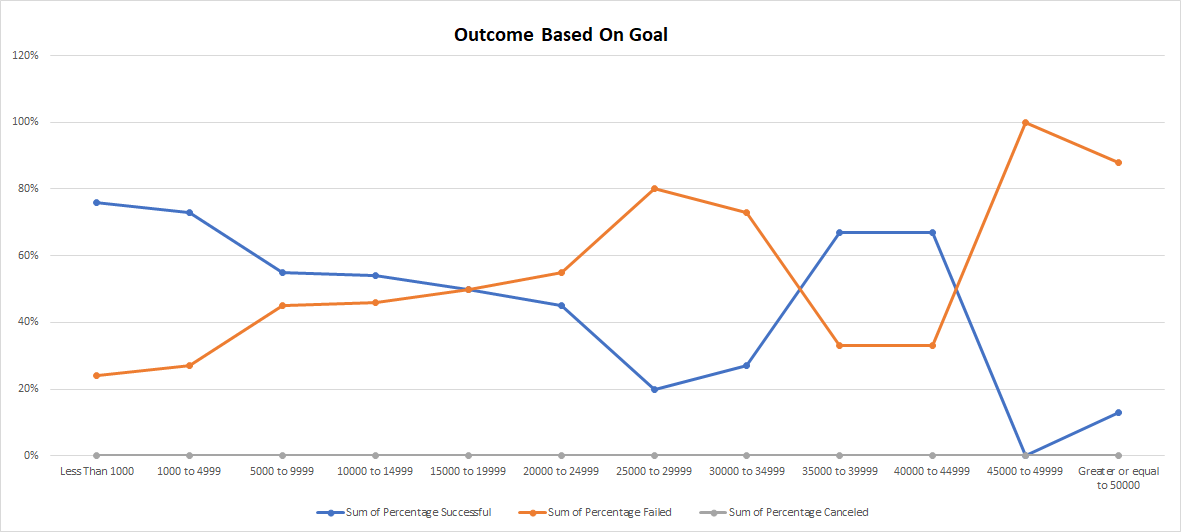 Outcome Based On Goal
120%
100%
80%
60%
40%
20%
0%
Less Than 1000 1000 to 4999 5000 to 9999 10000 to 14999 15000 to 19999 20000 to 24999 25000 to 29999 30000 to 34999 35000 to 39999 40000 to 44999 45000 to 49999 Greater or equal
to 50000
Sum of Percentage Successful Sum of Percentage Failed Sum of Percentage Canceled